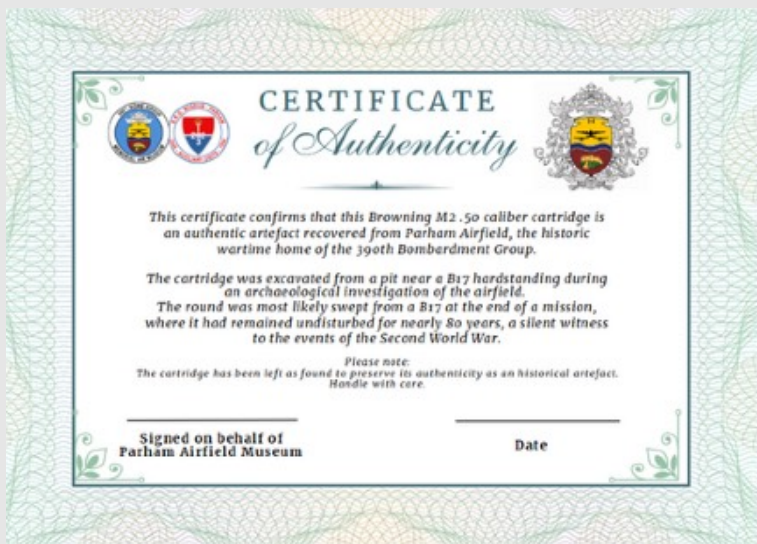 CERTIFICATE
of Authenticity
This certificate confirms that this Browning M2 .50 caliber cartridge is
an authentic artefact recovered from Parham Airfield, the historic
wartime home of the 390th Bombardment Group.
The cartridge was excavated from a pit near a B17 hardstanding during
an archaeological investigation of the airfield.
The round was most likely swept from a B17 at the end of a mission,
where it had remained undisturbed for nearly 80 years, a silent witness
to the events of the Second World War.
Please note:
The cartridge has been left as found to preserve its authenticity as an historical artefact.
Handle with care.
Signed on behalf of
Parham Airfield Museum
Date